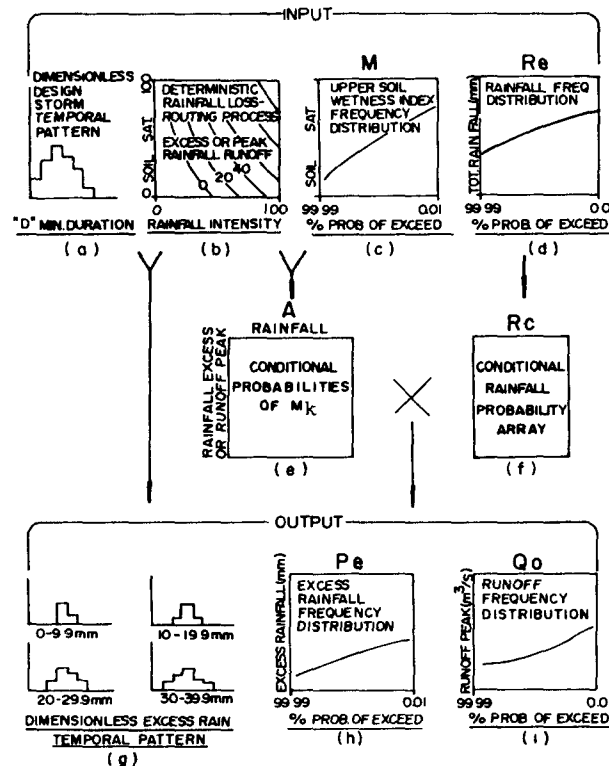 INPUT
DIMENSIONLESS
DESIGN
STORM
TEMPORAL
PATTERN
"D" MIN. DURATION
(a)
100
SOIL SAT
0
DETERMINISTIC
RAINFALL LOSS-
ROUTING PROCESS
EXCESS OR PEAK
RAINFALL RUNOFF
0 20 40
0 100
RAINFALL INTENSITY
(b)
M
SOIL SAT
UPPER SOIL
WETNESS INDEX
FREQUENCY
DISTRIBUTION
99 99 0.01
% PROB OF EXCEED
(c)
Re
TOT. RAIN FALL (mm)
RAINFALL FREQ
DISTRIBUTION
99 99 0.0
% PROB. OF EXCEED
(d)
A
RAINFALL
RAINFALL EXCESS
OR RUNOFF PEAK
CONDITIONAL
PROBABILITIES
OF Mk
(e)
Rc
CONDITIONAL
RAINFALL
PROBABILITY
ARRAY
(f)
OUTPUT
0-9.9mm
10-19.9mm
20-29.9mm
30-39.9mm
DIMENSIONLESS EXCESS RAIN
TEMPORAL PATTERN
(g)
Pe
EXCESS RAINFALL (mm)
EXCESS
RAINFALL
FREQUENCY
DISTRIBUTION
99 99 0.01
% PROB. OF EXCEED
(h)
Qo
RUNOFF PEAK (m³/s)
RUNOFF
FREQUENCY
DISTRIBUTION
99 99 0.0
% PROB. OF EXCEED
(i)